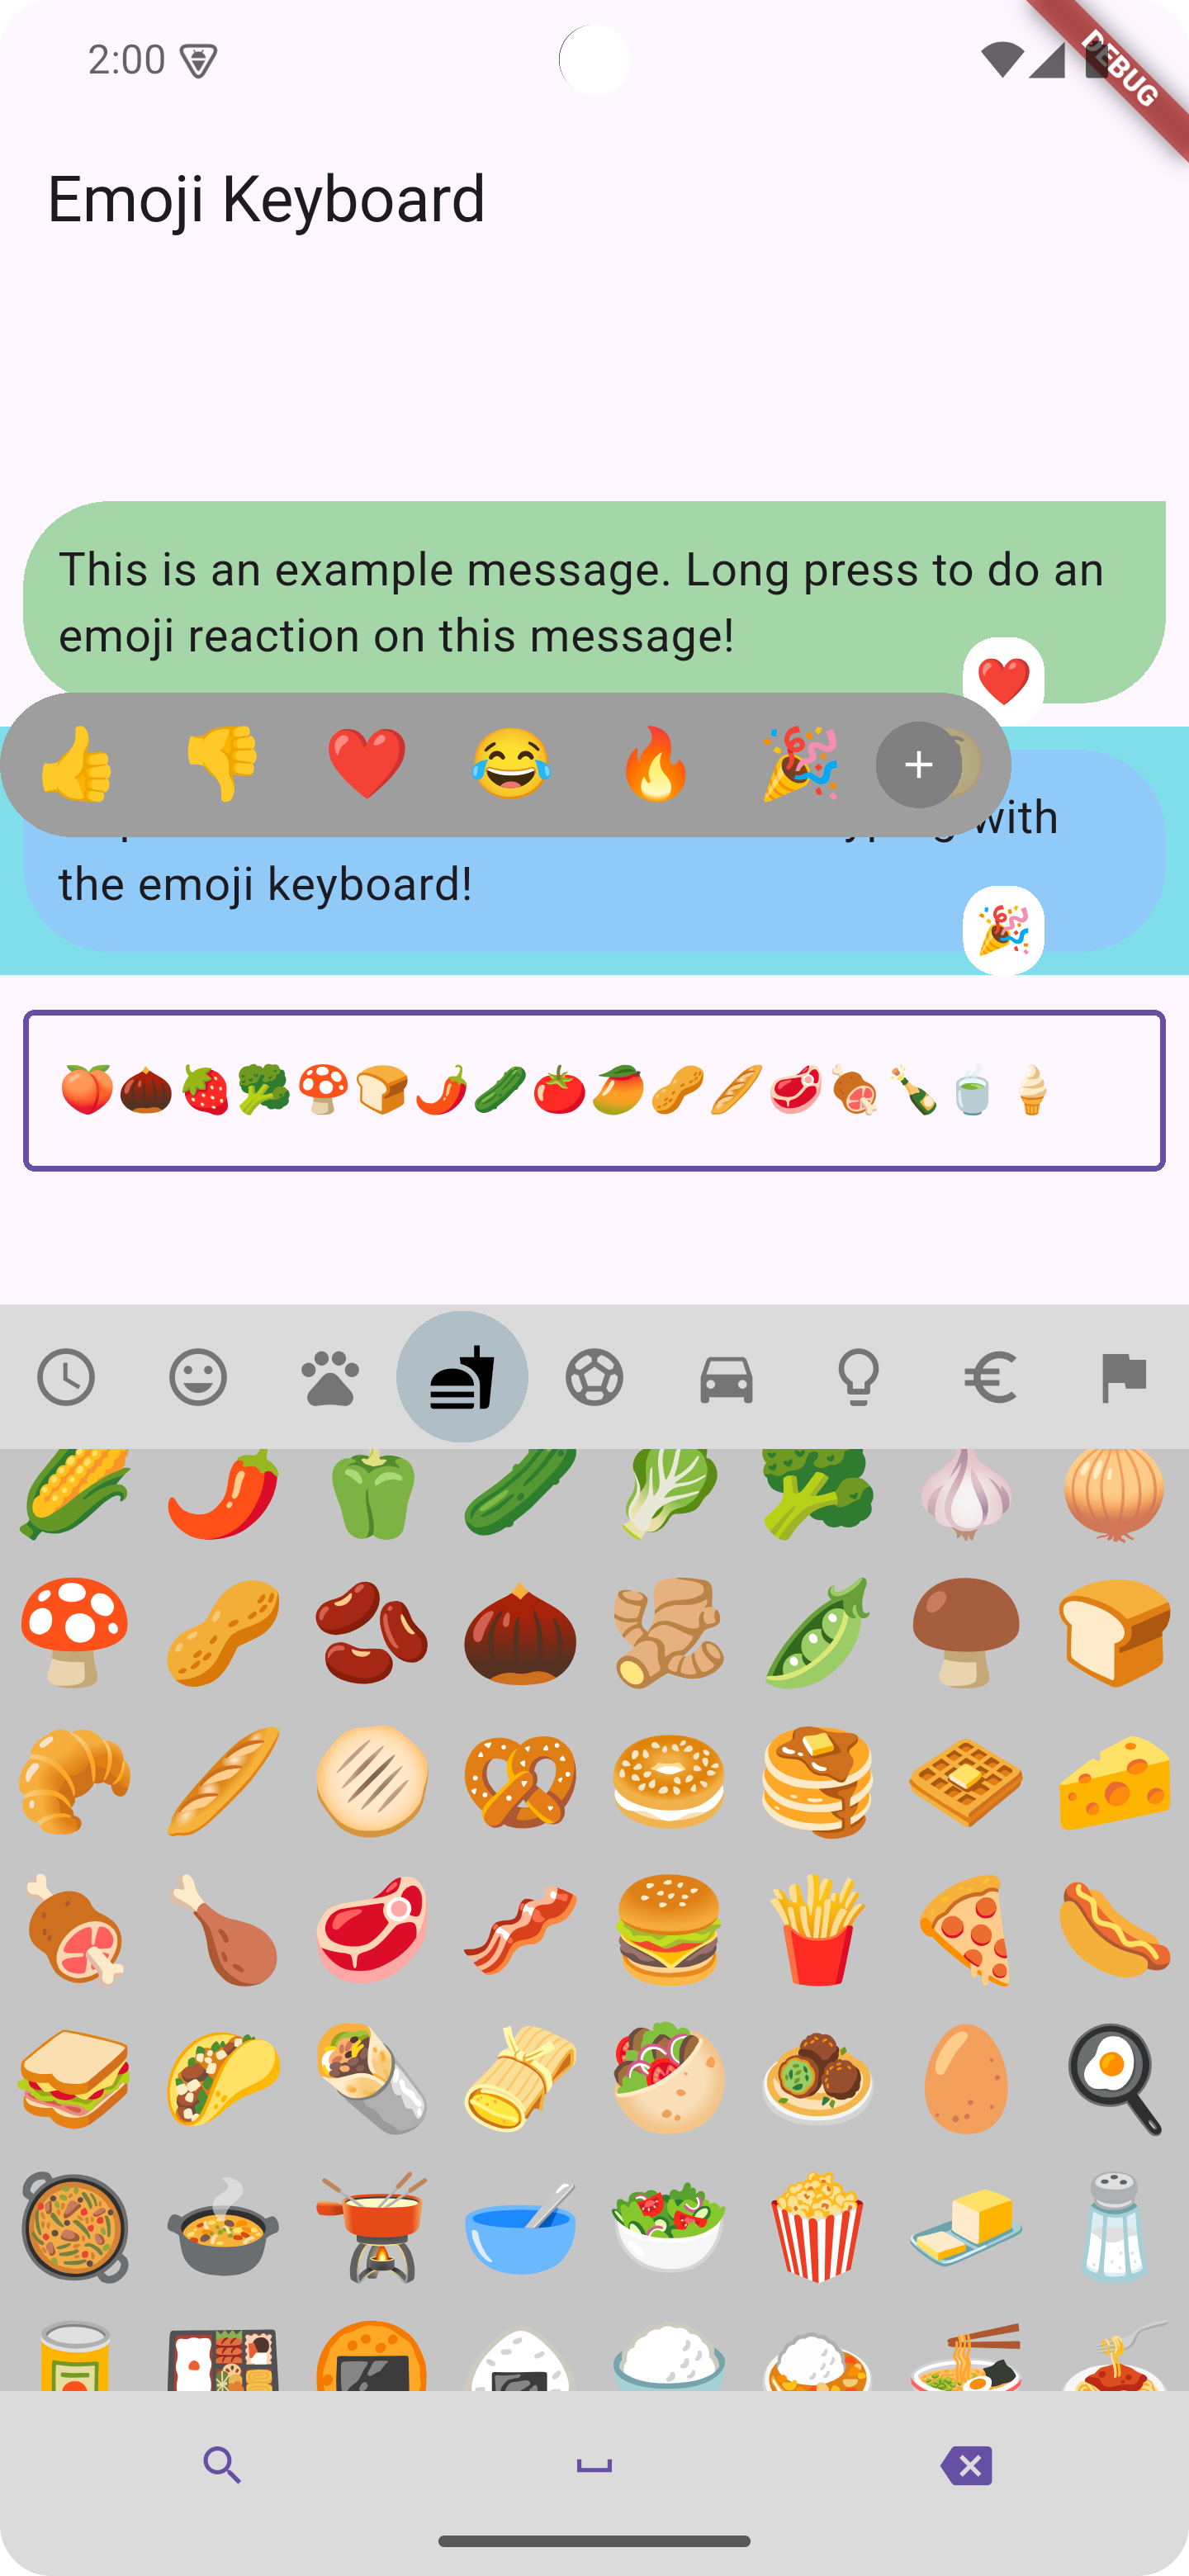 2:00
DEBUG
Emoji Keyboard
This is an example message. Long press to do an
emoji reaction on this message!
with
the emoji keyboard!